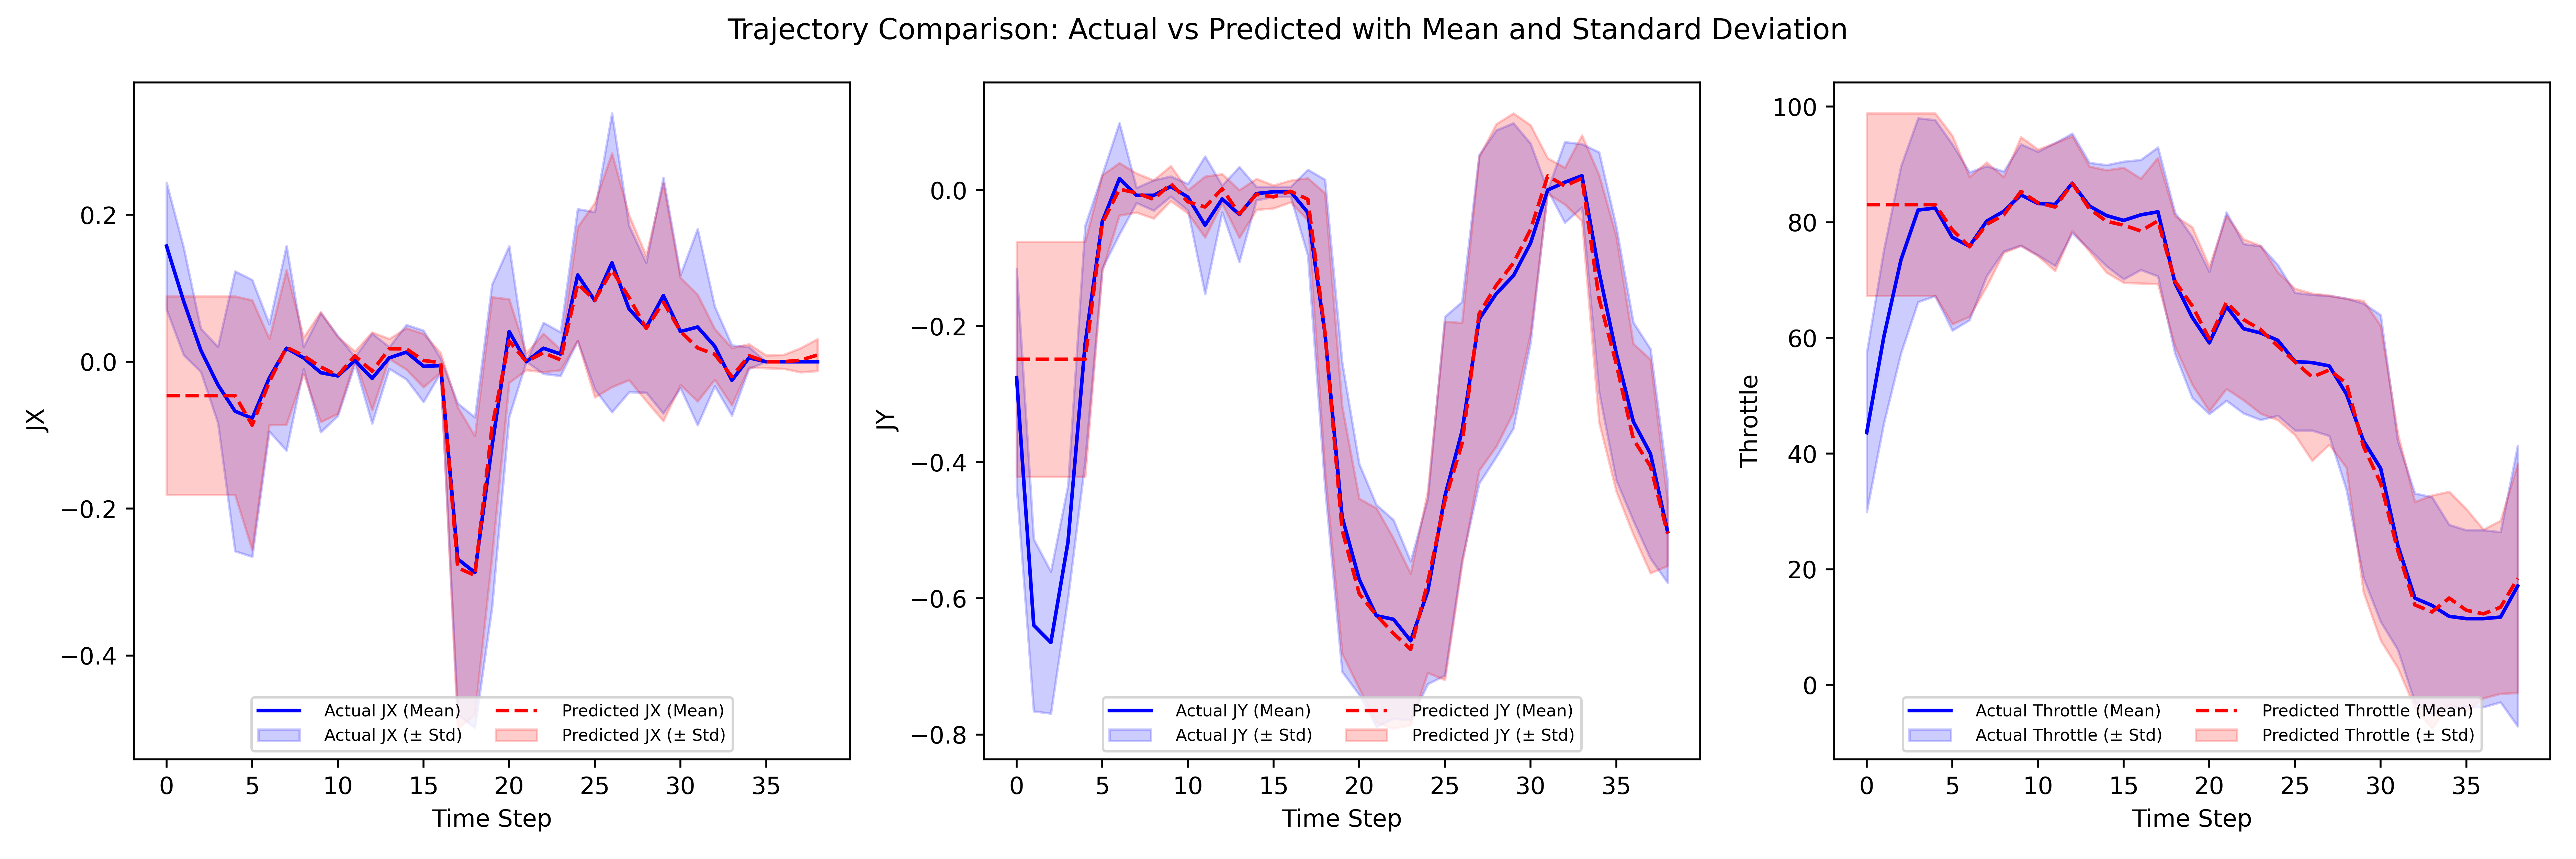 Trajectory Comparison: Actual vs Predicted with Mean and Standard Deviation
JX
0.2
0.0
−0.2
−0.4
Actual JX (Mean)
Actual JX (± Std)
Predicted JX (Mean)
Predicted JX (± Std)
0 5 10 15 20 25 30 35
Time Step
JY
0.0
−0.2
−0.4
−0.6
−0.8
Actual JY (Mean)
Actual JY (± Std)
Predicted JY (Mean)
Predicted JY (± Std)
0 5 10 15 20 25 30 35
Time Step
Throttle
100
80
60
40
20
0
Actual Throttle (Mean)
Actual Throttle (± Std)
Predicted Throttle (Mean)
Predicted Throttle (± Std)
0 5 10 15 20 25 30 35
Time Step